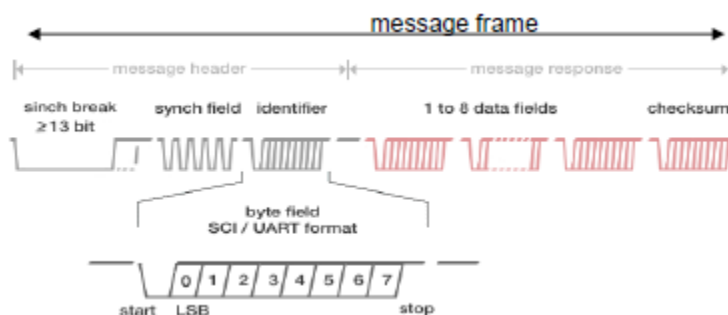 message frame
message header message response
sinch break synch field identifier 1 to 8 data fields checksum
≥13 bit
byte field
SCI / UART format
0 1 2 3 4 5 6 7
start LSB stop